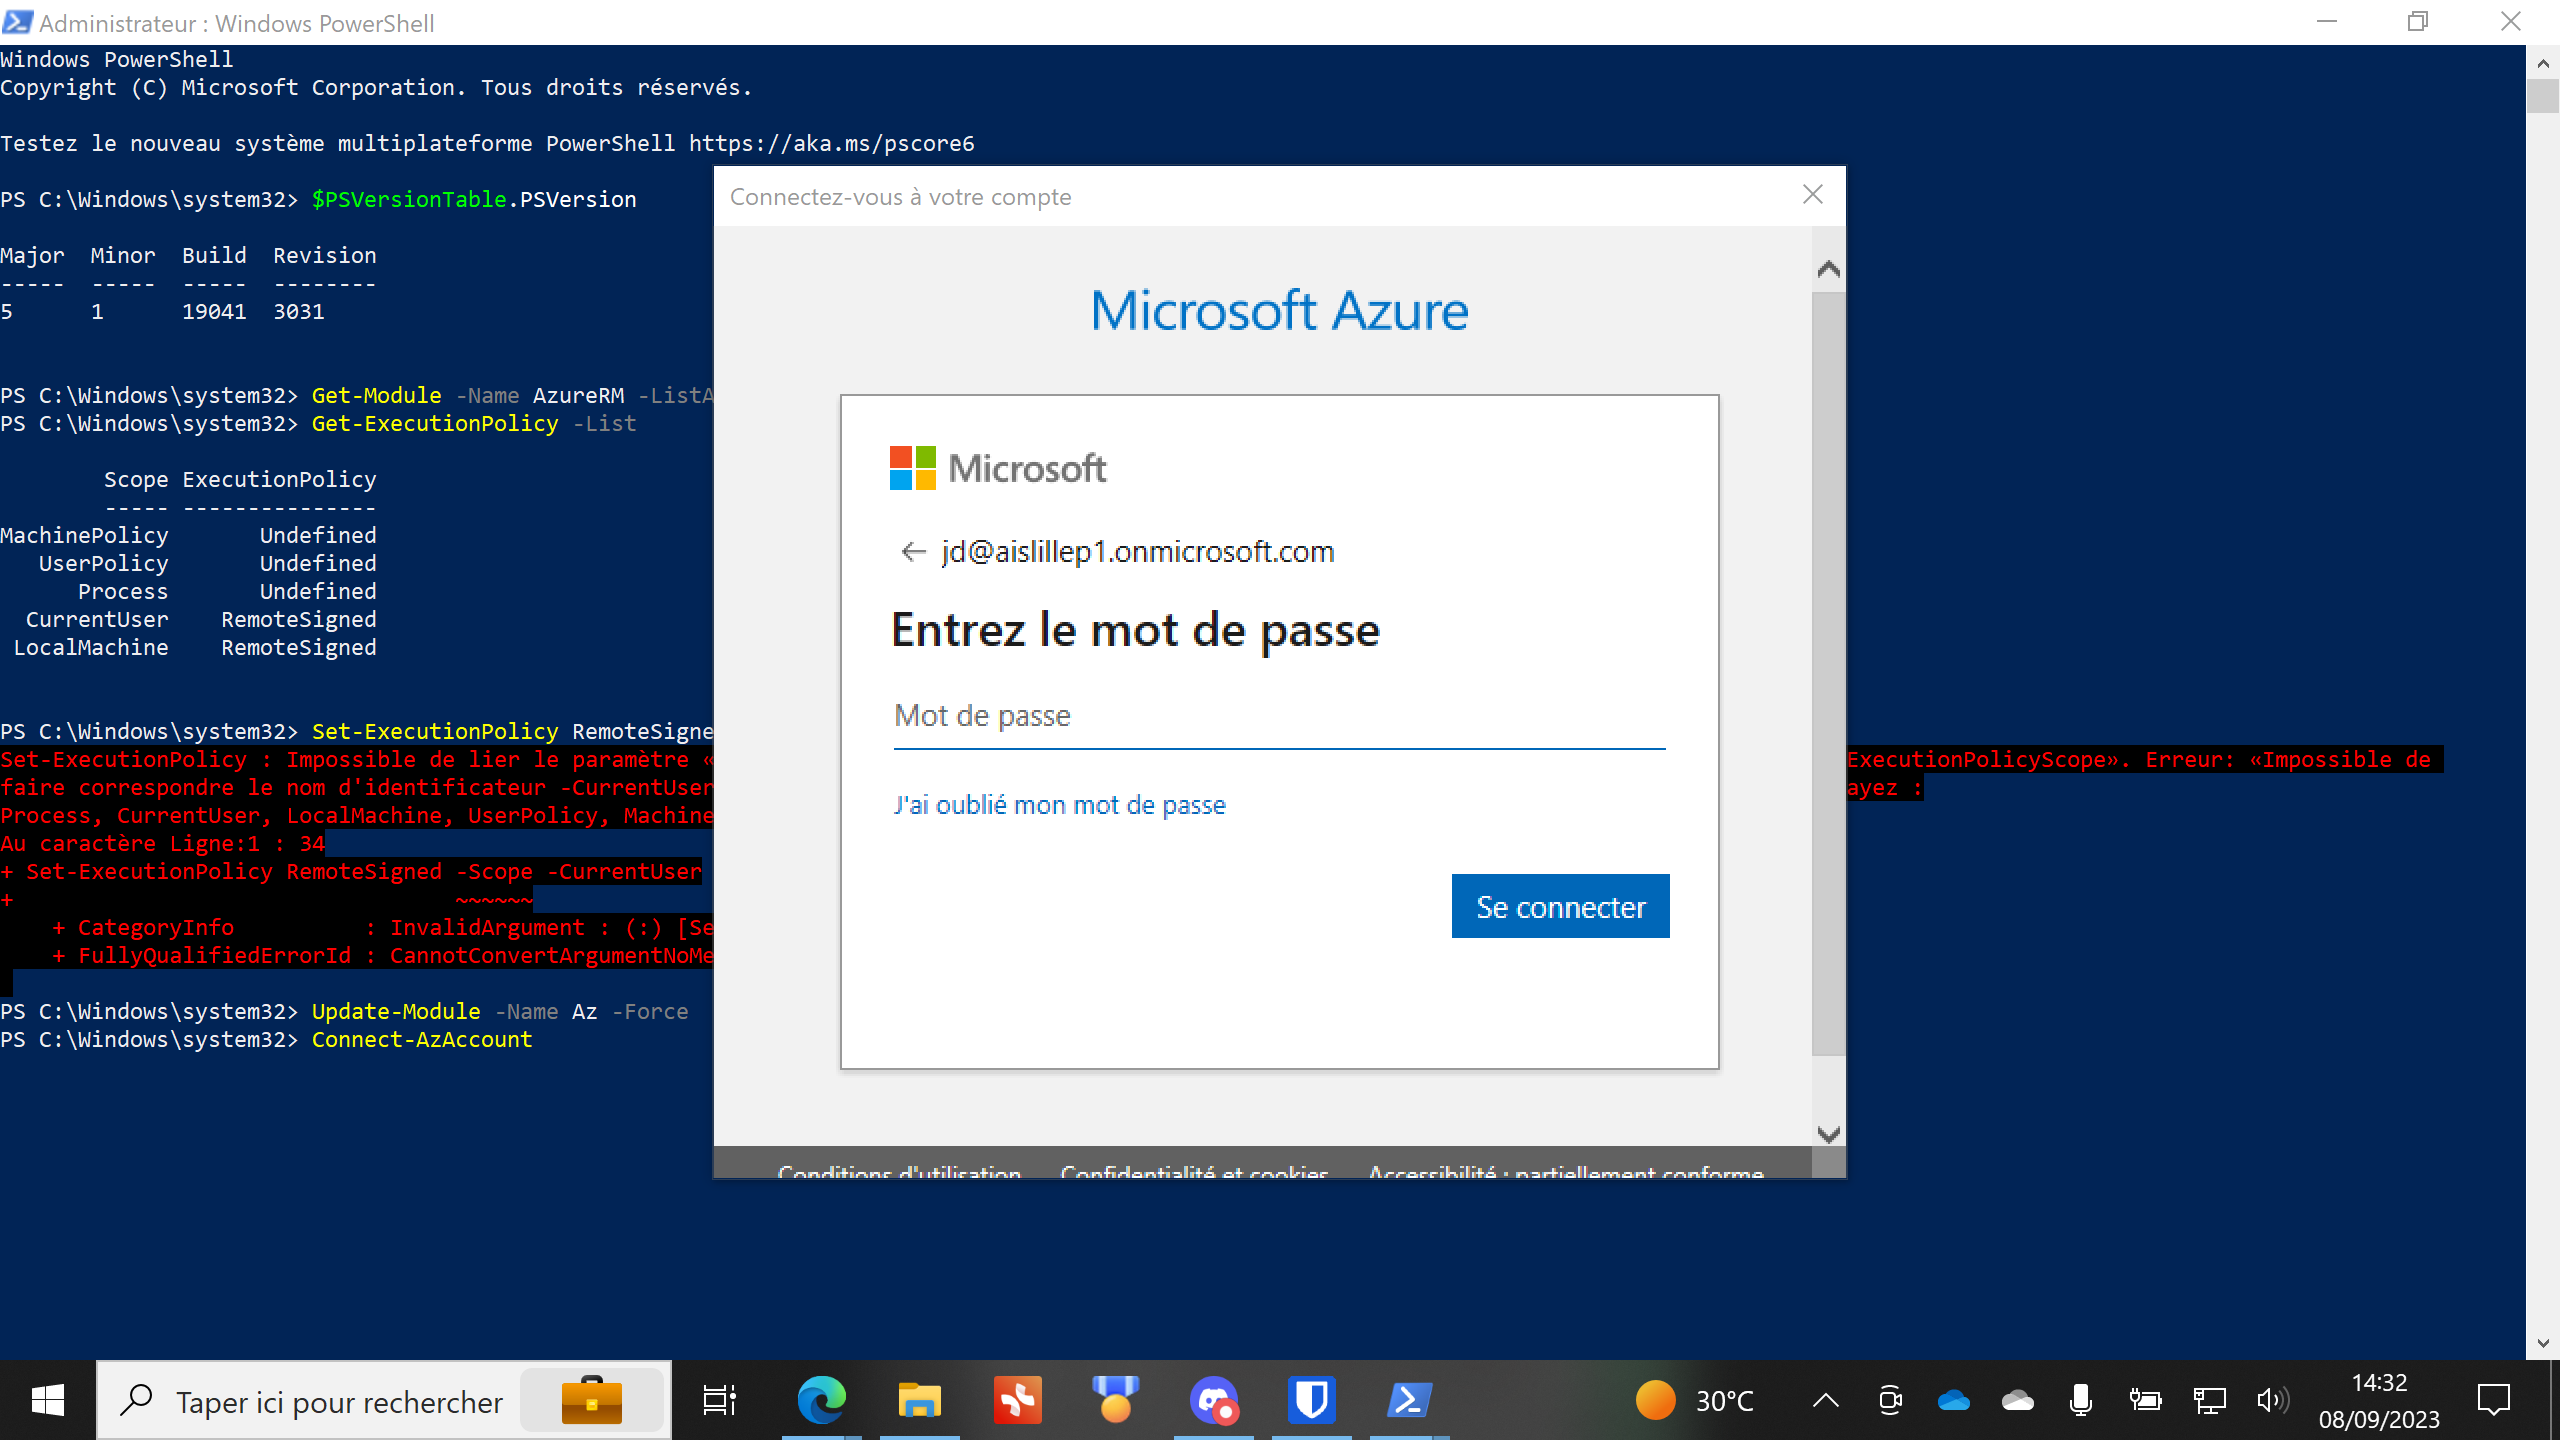 Administrateur : Windows PowerShell
Windows PowerShell
Copyright (C) Microsoft Corporation. Tous droits réservés.
Testez le nouveau système multiplateforme PowerShell https://aka.ms/pscore6
PS C:\Windows\system32> $PSVersionTable.PSVersion
Major  Minor  Build  Revision
-----  -----  -----  --------
5      1      19041  3031
PS C:\Windows\system32> Get-Module -Name AzureRM -ListA
PS C:\Windows\system32> Get-ExecutionPolicy -List
        Scope ExecutionPolicy
        ----- ---------------
MachinePolicy       Undefined
   UserPolicy       Undefined
      Process       Undefined
  CurrentUser    RemoteSigned
 LocalMachine    RemoteSigned
PS C:\Windows\system32> Set-ExecutionPolicy RemoteSigne
Set-ExecutionPolicy : Impossible de lier le paramètre « ExecutionPolicyScope». Erreur: «Impossible de
faire correspondre le nom d'identificateur -CurrentUser ayez :
Process, CurrentUser, LocalMachine, UserPolicy, Machine
Au caractère Ligne:1 : 34
+ Set-ExecutionPolicy RemoteSigned -Scope -CurrentUser
+                                  ~~~~~~
    + CategoryInfo          : InvalidArgument : (:) [Se
    + FullyQualifiedErrorId : CannotConvertArgumentNoMe
PS C:\Windows\system32> Update-Module -Name Az -Force
PS C:\Windows\system32> Connect-AzAccount
Connectez-vous à votre compte
Microsoft Azure
Microsoft
jd@aislillep1.onmicrosoft.com
Entrez le mot de passe
Mot de passe
J'ai oublié mon mot de passe
Se connecter
Conditions d'utilisation Confidentialité et cookies Accessibilité : partiellement conforme
Taper ici pour rechercher
30°C
14:32
08/09/2023